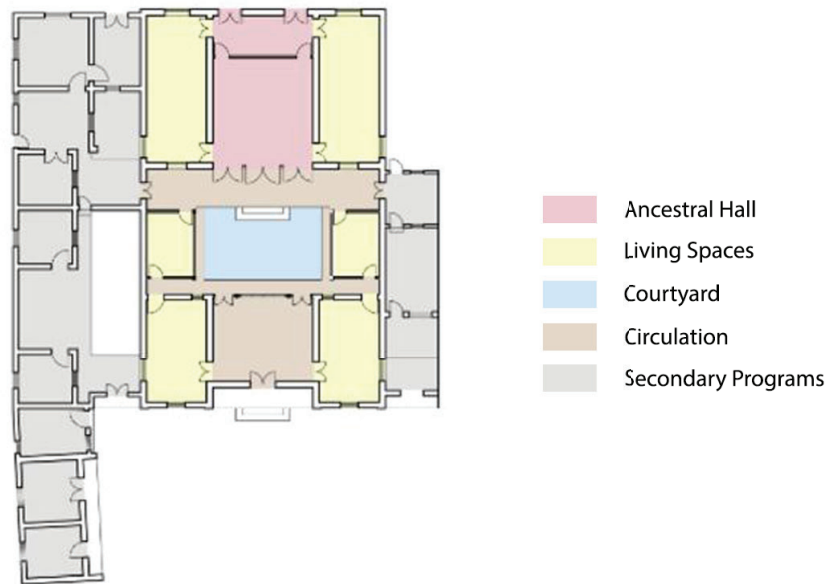 Ancestral Hall
Living Spaces
Courtyard
Circulation
Secondary Programs